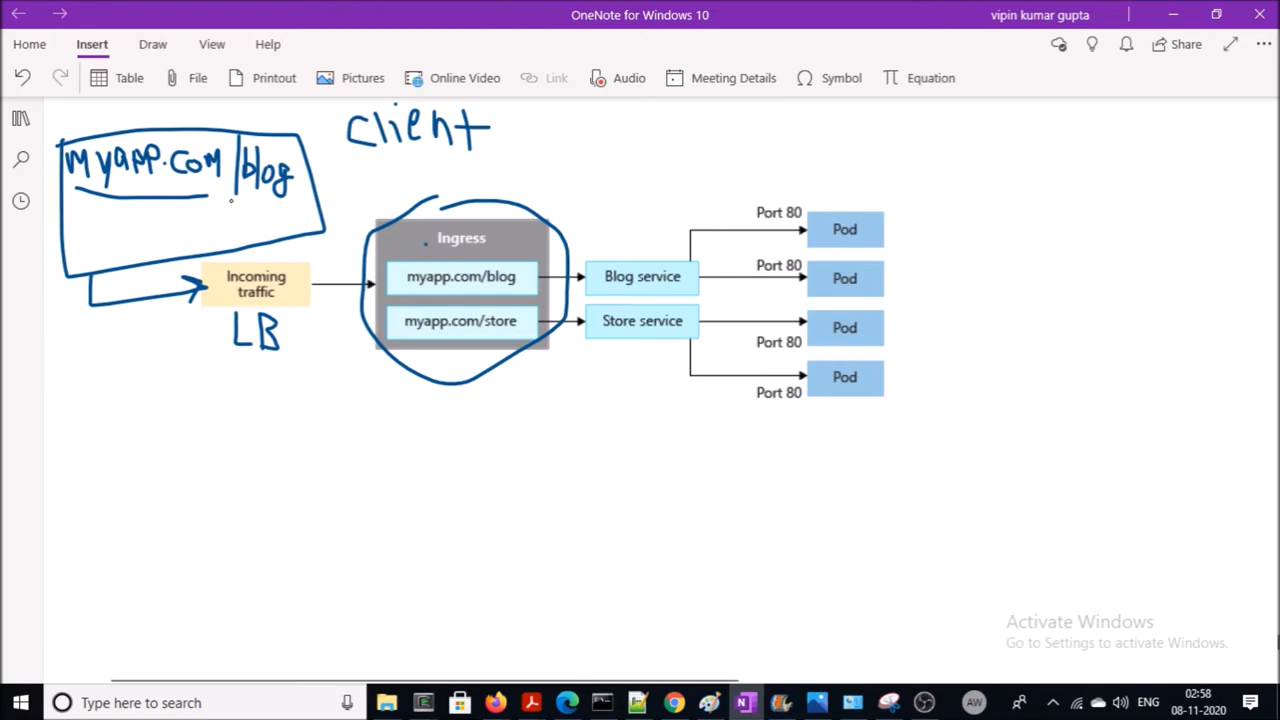 OneNote for Windows 10
vipin kumar gupta
Home Insert Draw View Help
Share
Table File Printout Pictures Online Video Link Audio Meeting Details Symbol Equation
client
myapp.com/blog
Ingress
myapp.com/blog
myapp.com/store
Incoming
traffic
LB
Blog service
Store service
Port 80
Pod
Port 80
Pod
Pod
Port 80
Pod
Port 80
Activate Windows
Go to Settings to activate Windows.
Type here to search
AW
ENG
02:58
08-11-2020